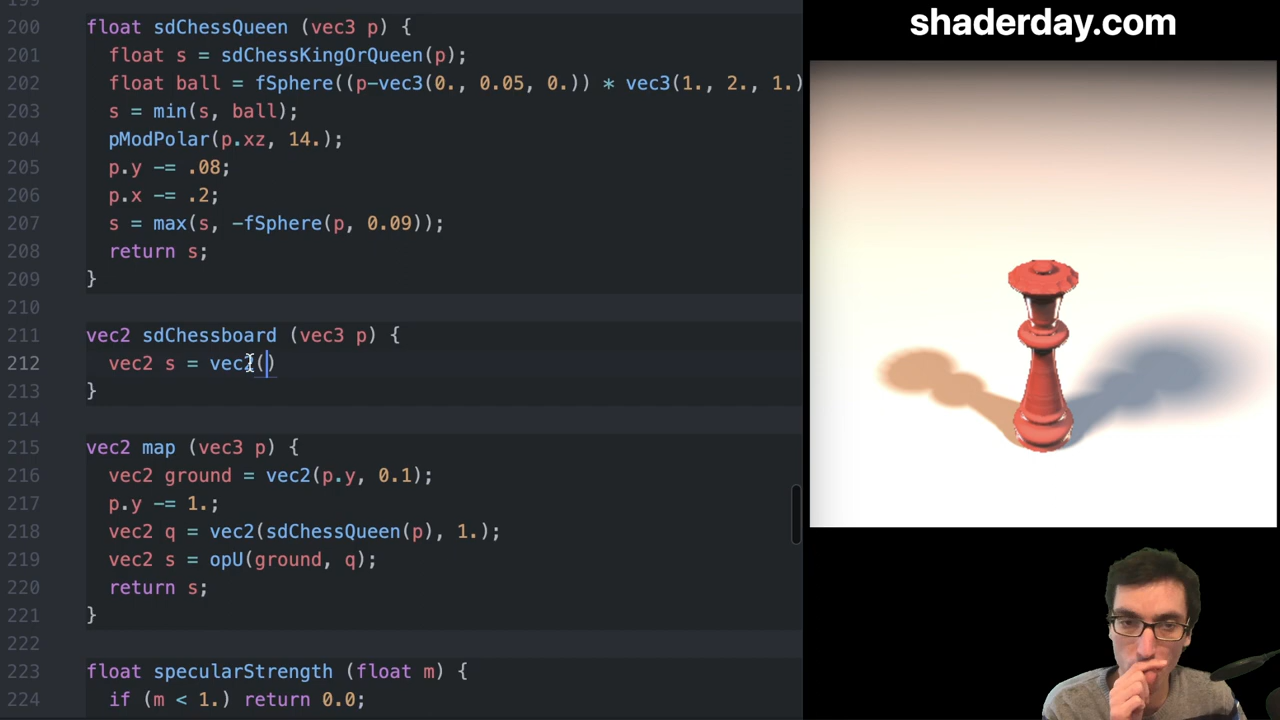 shaderday.com
199
200 float sdChessQueen (vec3 p) {
201 float s = sdChessKingOrQueen(p);
202 float ball = fSphere((p-vec3(0., 0.05, 0.)) * vec3(1., 2., 1.)
203 s = min(s, ball);
204 pModPolar(p.xz, 14.);
205 p.y -= .08;
206 p.x -= .2;
207 s = max(s, -fSphere(p, 0.09));
208 return s;
209 }
210
211 vec2 sdChessboard (vec3 p) {
212 vec2 s = vec2()
213 }
214
215 vec2 map (vec3 p) {
216 vec2 ground = vec2(p.y, 0.1);
217 p.y -= 1.;
218 vec2 q = vec2(sdChessQueen(p), 1.);
219 vec2 s = opU(ground, q);
220 return s;
221 }
222
223 float specularStrength (float m) {
224 if (m < 1.) return 0.0;